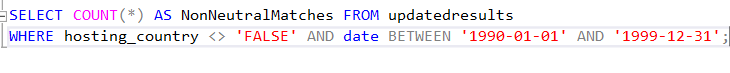 SELECT COUNT(*) AS NonNeutralMatches FROM updatedresults
WHERE hosting_country <> 'FALSE' AND date BETWEEN '1990-01-01' AND '1999-12-31';